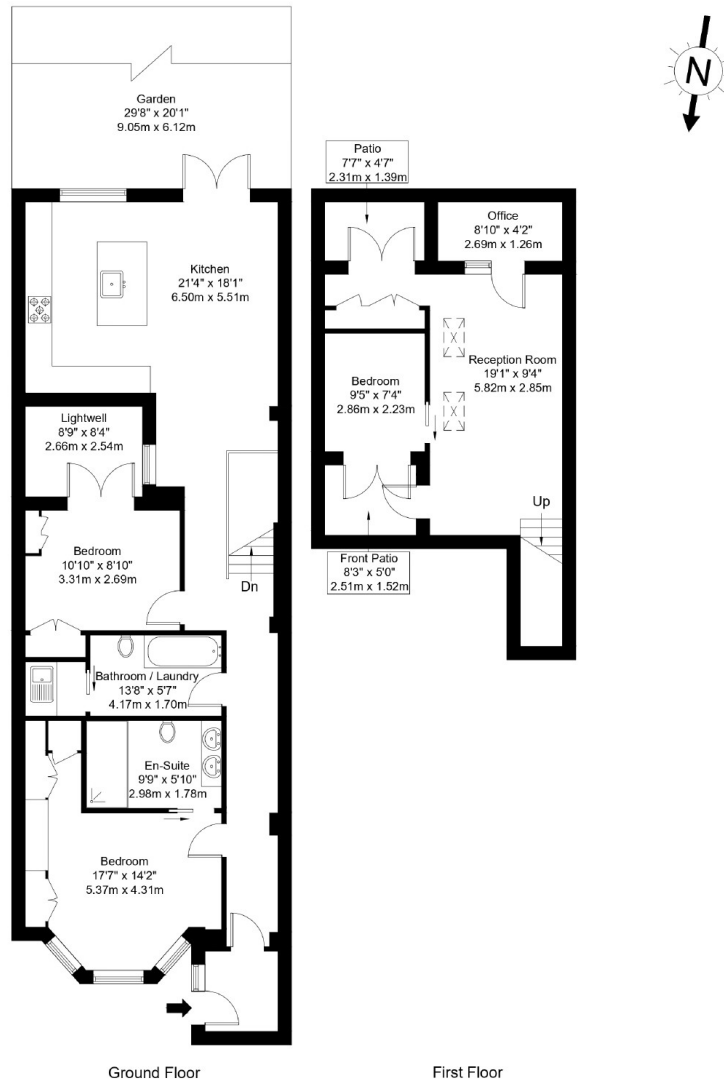 N
Garden
29'8" x 20'1"
9.05m x 6.12m
Kitchen
21'4" x 18'1"
6.50m x 5.51m
Lightwell
8'9" x 8'4"
2.66m x 2.54m
Bedroom
10'10" x 8'10"
3.31m x 2.69m
Dn
Bathroom / Laundry
13'8" x 5'7"
4.17m x 1.70m
En-Suite
9'9" x 5'10"
2.98m x 1.78m
Bedroom
17'7" x 14'2"
5.37m x 4.31m
Ground Floor
Patio
7'7" x 4'7"
2.31m x 1.39m
Office
8'10" x 4'2"
2.69m x 1.26m
Reception Room
19'1" x 9'4"
5.82m x 2.85m
Bedroom
9'5" x 7'4"
2.86m x 2.23m
Up
Front Patio
8'3" x 5'0"
2.51m x 1.52m
First Floor